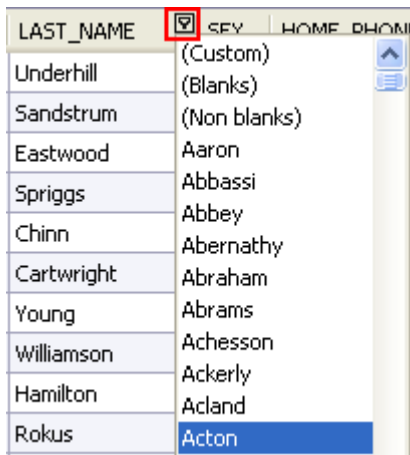 LAST_NAME SEX HOME_PHON
Underhill
Sandstrum
Eastwood
Spriggs
Chinn
Cartwright
Young
Williamson
Hamilton
Rokus
(Custom)
(Blanks)
(Non blanks)
Aaron
Abbassi
Abbey
Abernathy
Abraham
Abrams
Achesson
Ackerly
Acland
Acton